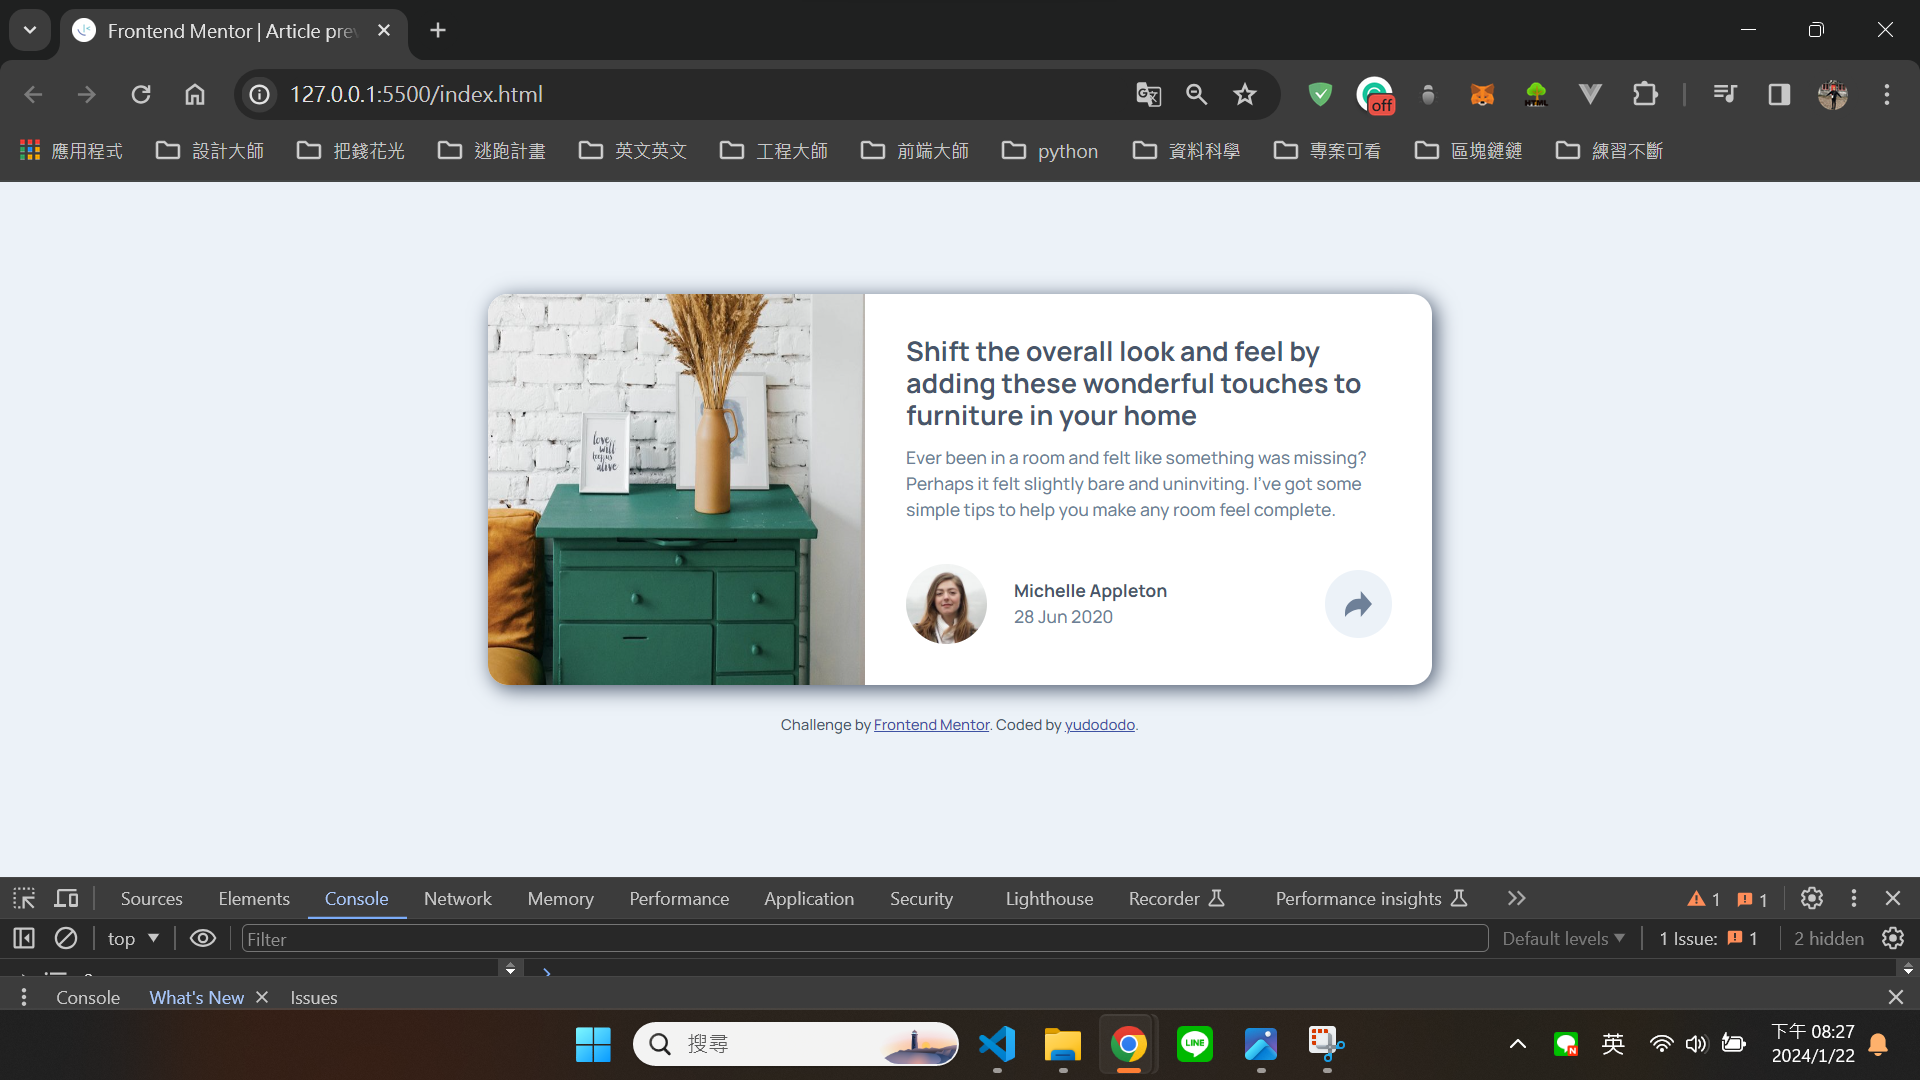 Frontend Mentor | Article pre
127.0.0.1:5500/index.html
off
HTML
應用程式
設計大師
把錢花光
逃跑計畫
英文英文
工程大師
前端大師
python
資料科學
專案可看
區塊鏈鏈
練習不斷
love
will
keep us
alive
Shift the overall look and feel by
adding these wonderful touches to
furniture in your home
Ever been in a room and felt like something was missing?
Perhaps it felt slightly bare and uninviting. I've got some
simple tips to help you make any room feel complete.
Michelle Appleton
28 Jun 2020
Challenge by Frontend Mentor. Coded by yudododo.
Sources
Elements
Console
Network
Memory
Performance
Application
Security
Lighthouse
Recorder
Performance insights
1
1
top
Filter
Default levels
1 Issue: 1
2 hidden
Console
What's New
Issues
搜尋
LINE
N
英
下午 08:27
2024/1/22